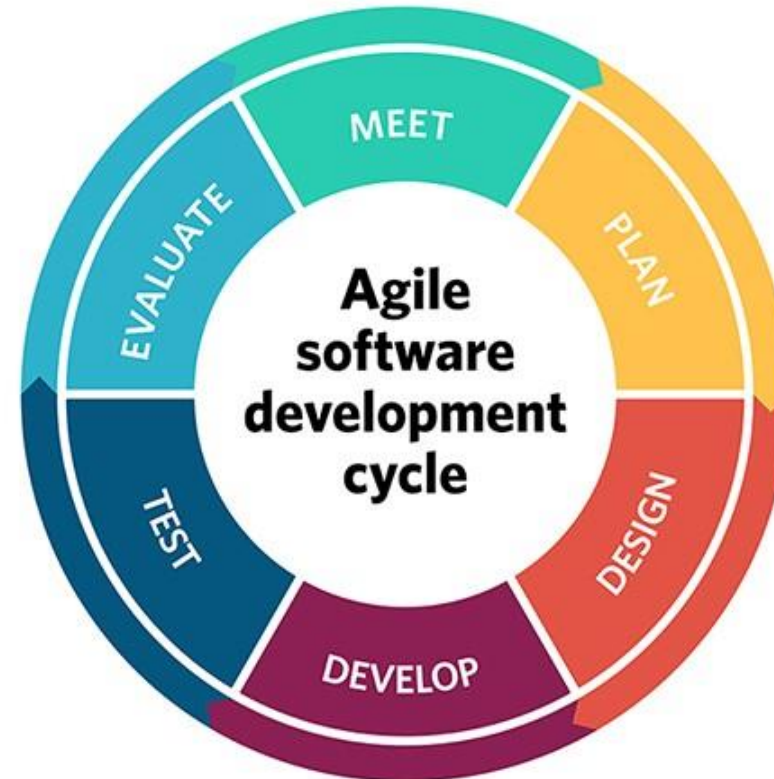 MEET
PLAN
DESIGN
DEVELOP
TEST
EVALUATE
Agile
software
development
cycle